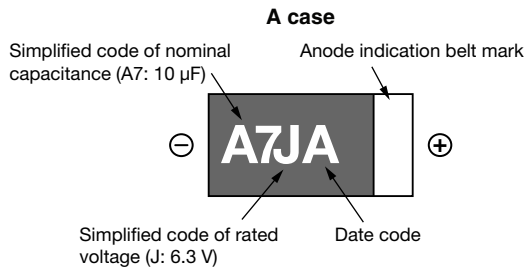 A case
Simplified code of nominal
capacitance (A7: 10 µF)
Anode indication belt mark
⊖
A7JA
⊕
Simplified code of rated
voltage (J: 6.3 V)
Date code